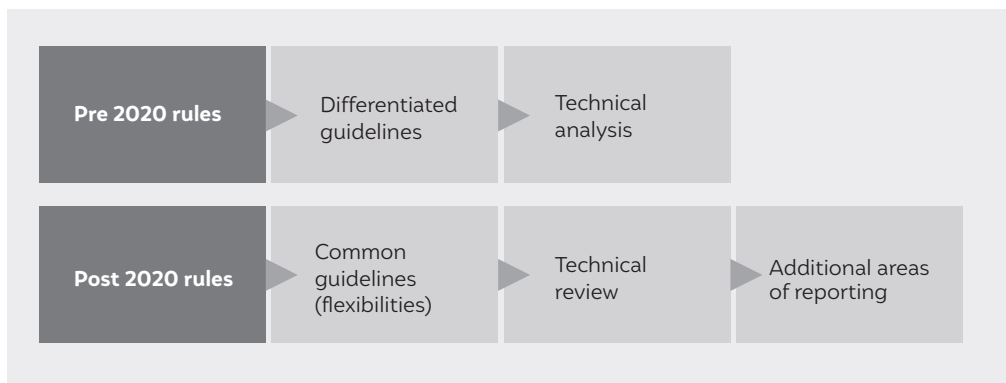 Pre 2020 rules
Differentiated
guidelines
Technical
analysis
Post 2020 rules
Common
guidelines
(flexibilities)
Technical
review
Additional areas
of reporting